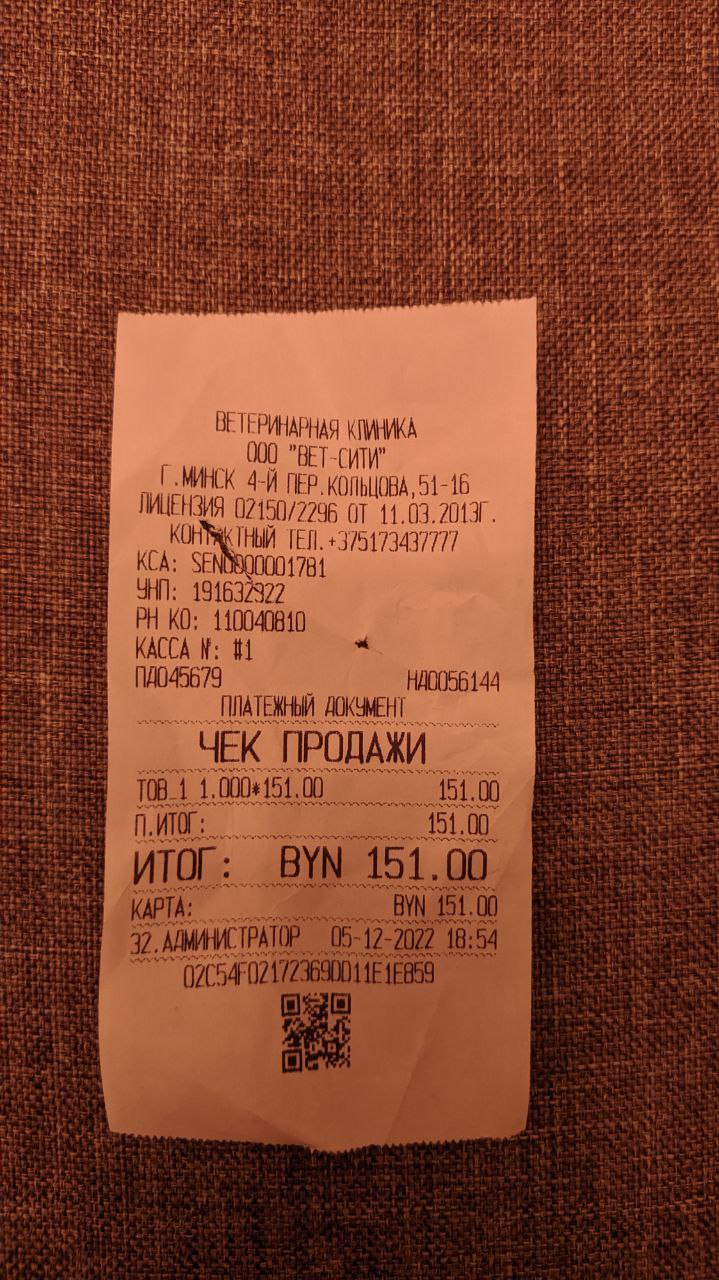 ВЕТЕРИНАРНАЯ КЛИНИКА
ООО "ВЕТ-СИТИ"
Г.МИНСК 4-Й ПЕР.КОЛЬЦОВА,51-16
ЛИЦЕНЗИЯ 02150/2296 ОТ 11.03.2013Г.
КОНТАКТНЫЙ ТЕЛ.+375173437777
КСА: SEN0000001781
УНП: 191632922
РН КО: 110040810
КАССА №: #1
ПД045679 НД0056144
ПЛАТЕЖНЫЙ ДОКУМЕНТ
ЧЕК ПРОДАЖИ
ТОВ_1 1.000*151.00 151.00
П.ИТОГ: 151.00
ИТОГ: BYN 151.00
КАРТА: BYN 151.00
32.АДМИНИСТРАТОР 05-12-2022 18:54
02C54F02172369DD11E1E859